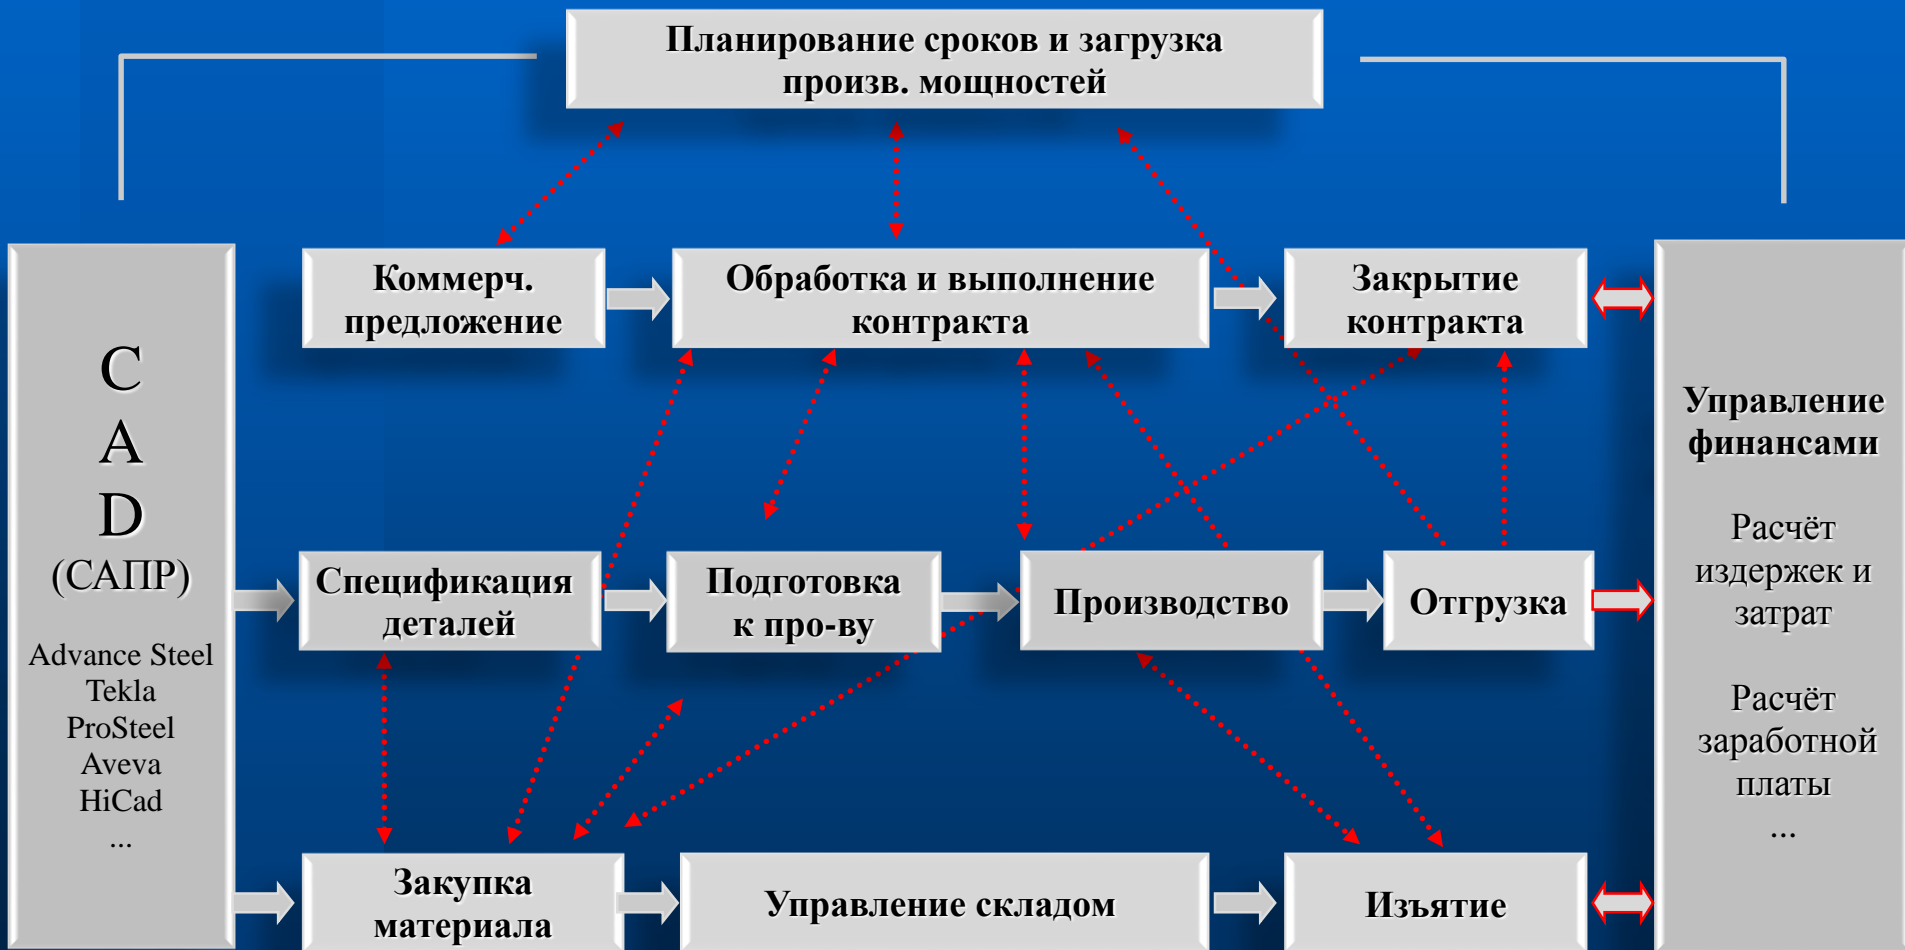 Планирование сроков и загрузка
произв. мощностей
C
A
D
(САПР)
Advance Steel
Tekla
ProSteel
Aveva
HiCad
...
Коммерч.
предложение
Обработка и выполнение
контракта
Закрытие
контракта
Спецификация
деталей
Подготовка
к про-ву
Производство
Отгрузка
Закупка
материала
Управление складом
Изъятие
Управление
финансами
Расчёт
издержек и
затрат
Расчёт
заработной
платы
...